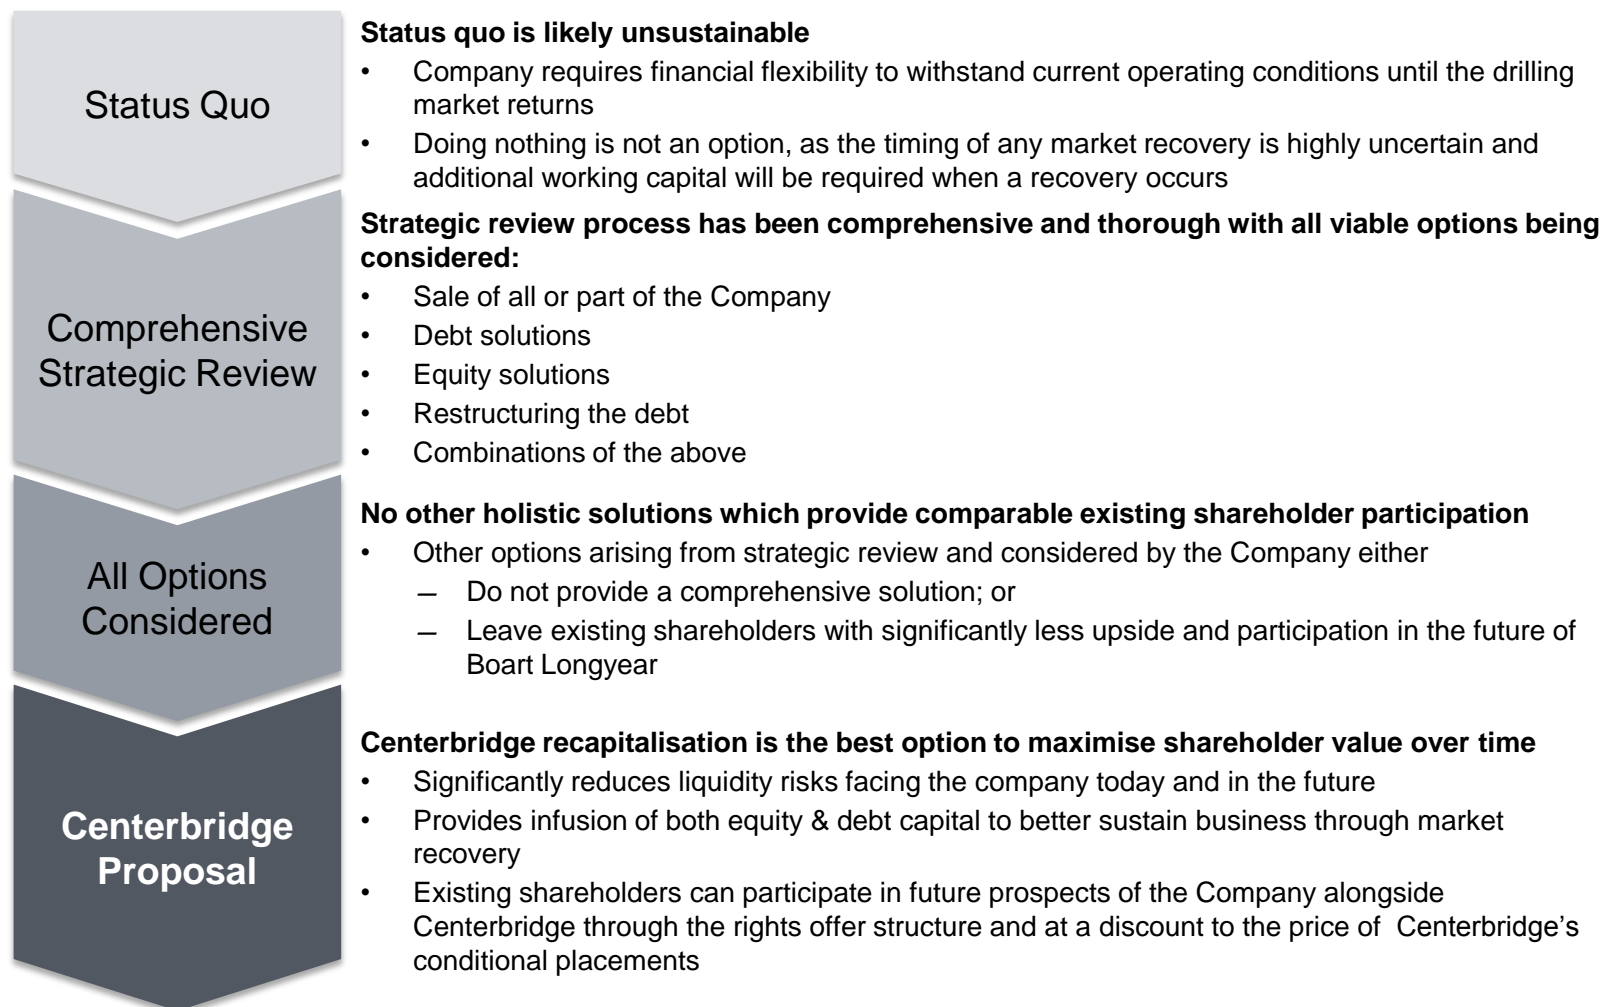 Status Quo
Status quo is likely unsustainable
• Company requires financial flexibility to withstand current operating conditions until the drilling
market returns
• Doing nothing is not an option, as the timing of any market recovery is highly uncertain and
additional working capital will be required when a recovery occurs
Comprehensive
Strategic Review
Strategic review process has been comprehensive and thorough with all viable options being
considered:
• Sale of all or part of the Company
• Debt solutions
• Equity solutions
• Restructuring the debt
• Combinations of the above
All Options
Considered
No other holistic solutions which provide comparable existing shareholder participation
• Other options arising from strategic review and considered by the Company either
— Do not provide a comprehensive solution; or
— Leave existing shareholders with significantly less upside and participation in the future of
Boart Longyear
Centerbridge
Proposal
Centerbridge recapitalisation is the best option to maximise shareholder value over time
• Significantly reduces liquidity risks facing the company today and in the future
• Provides infusion of both equity & debt capital to better sustain business through market
recovery
• Existing shareholders can participate in future prospects of the Company alongside
Centerbridge through the rights offer structure and at a discount to the price of Centerbridge’s
conditional placements